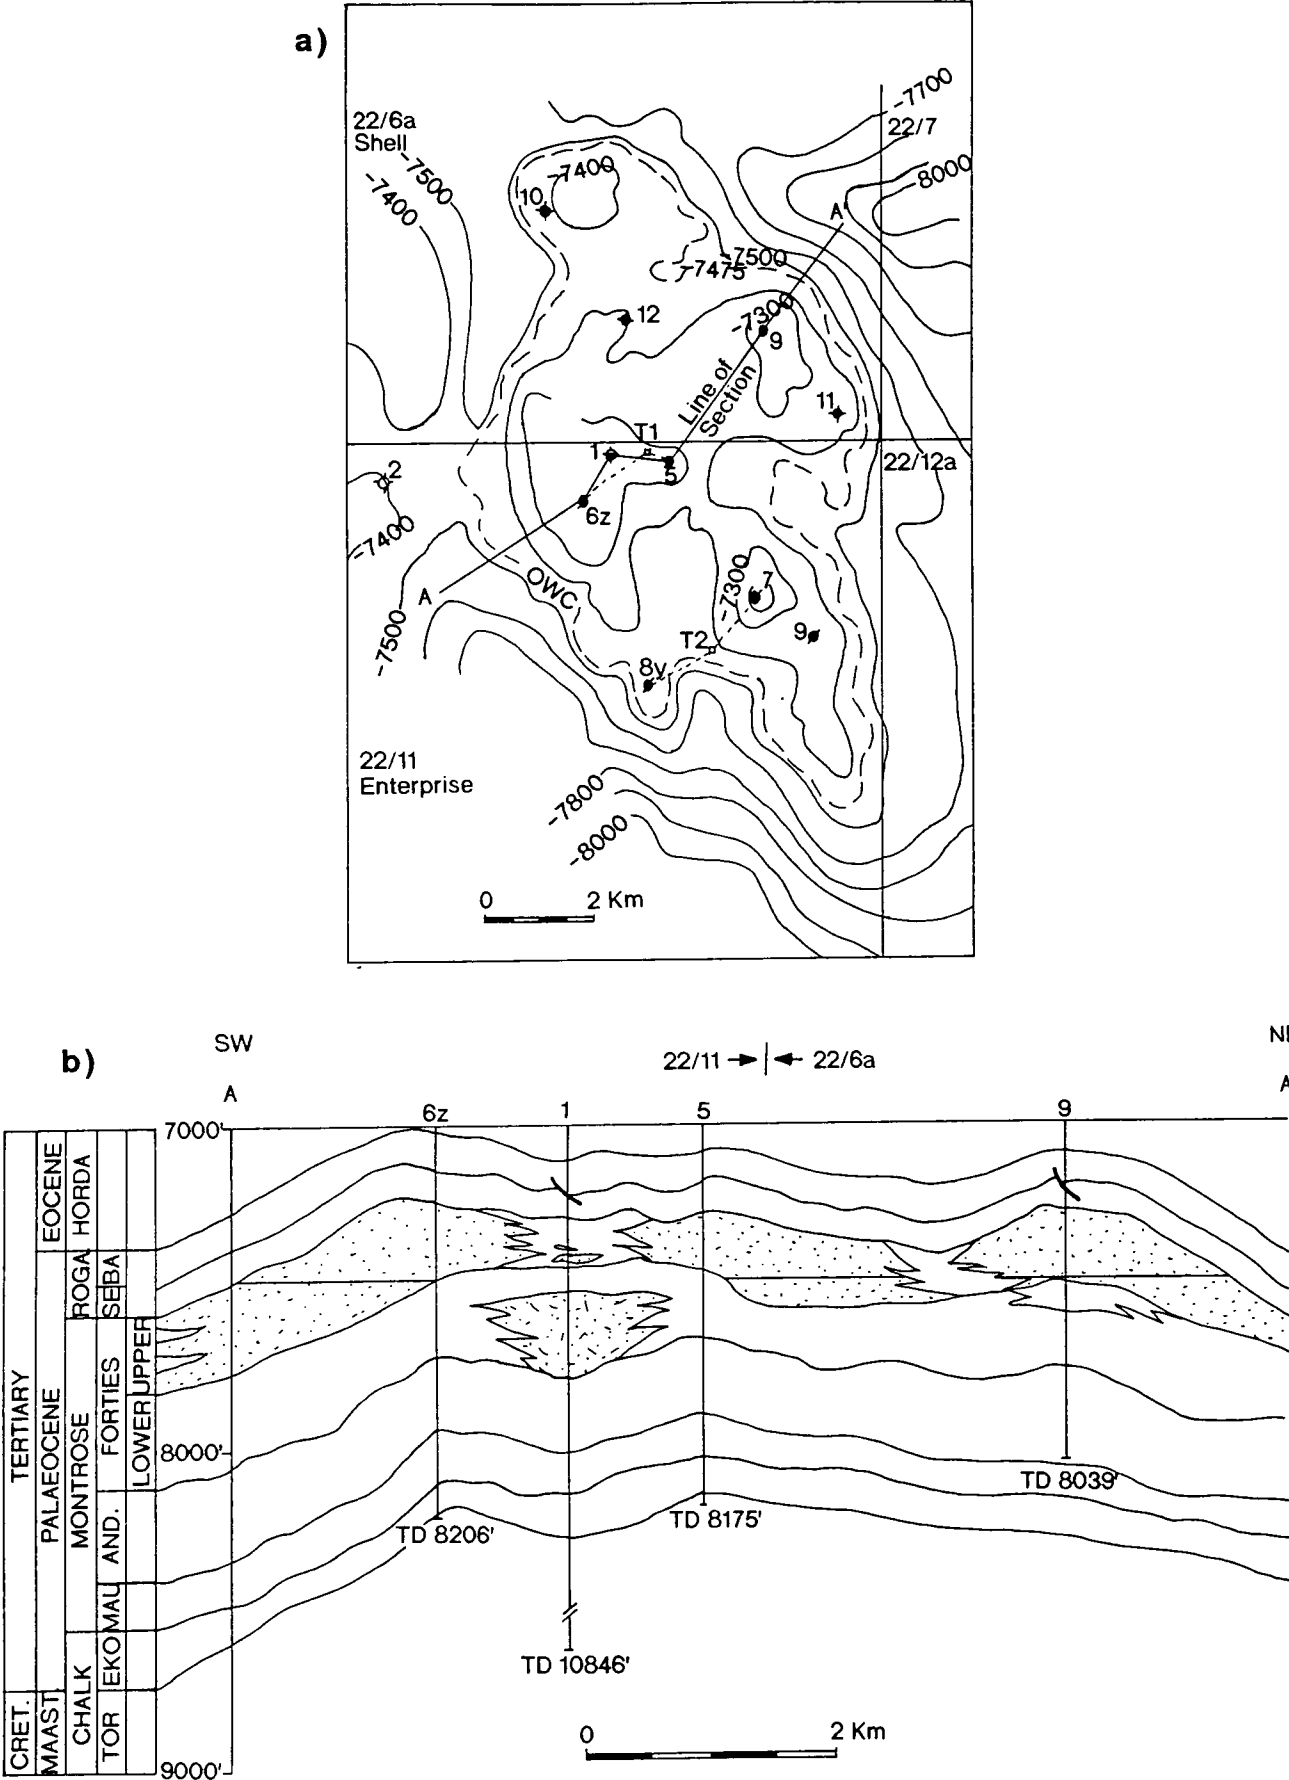 a)
22/6a
Shell
-7500
-7400
-7700
22/7
8000
-7400
10
A'
-7500
-7475
12
-7300
9
Line of
Section
11
T1
1
5
22/12a
2
6z
-7400
OWC
A
-7300
7
-7500
T2
9
8y
22/11
Enterprise
-7800
-8000
0 2 Km
b)
SW
A
22/11 22/6a
6z 1 5 9
7000'
8000'
9000'
TERTIARY
CRET.
EOCENE
PALAEOCENE
MAAST.
HORDA
ROGA
MONTROSE
CHALK
SE BA
FORTIES
AND.
MAU
EKO
TOR
UPPER
LOWER
TD 8206'
TD 10846'
TD 8175'
TD 8039'
0 2 Km